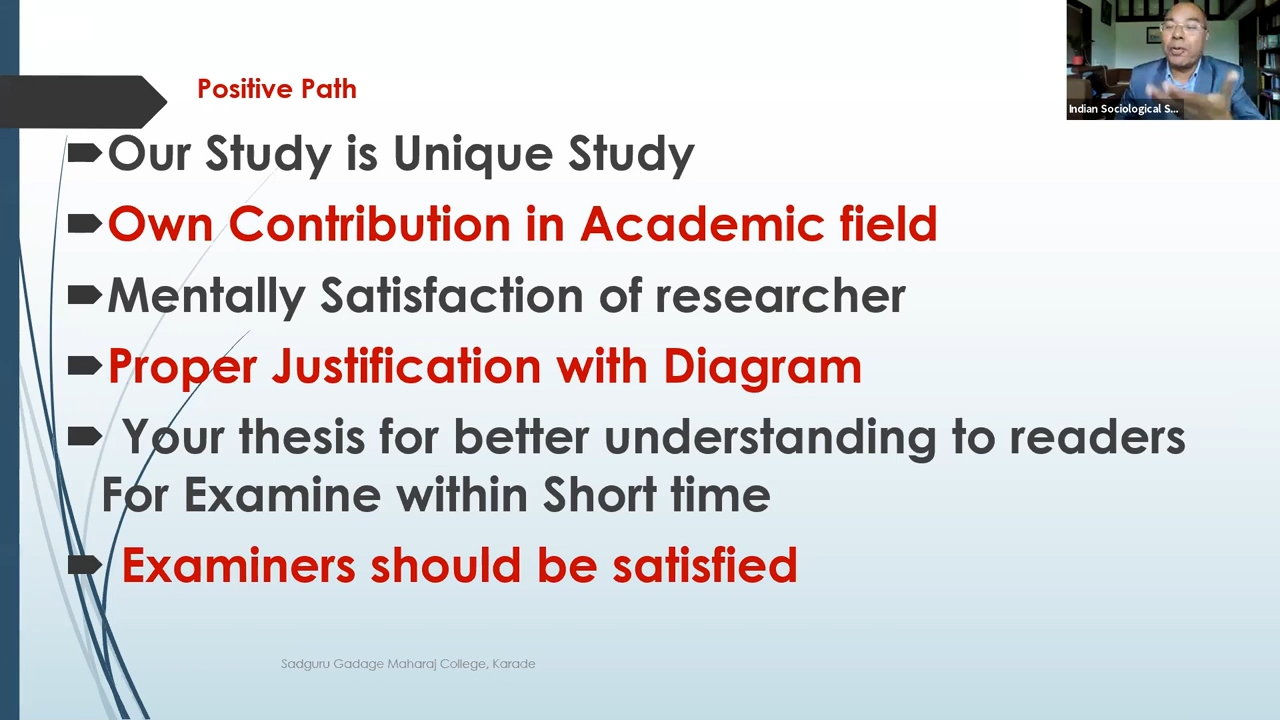 Positive Path
Our Study is Unique Study
Own Contribution in Academic field
Mentally Satisfaction of researcher
Proper Justification with Diagram
Your thesis for better understanding to readers
For Examine within Short time
Examiners should be satisfied
Sadguru Gadage Maharaj College, Karade
Indian Sociological S...